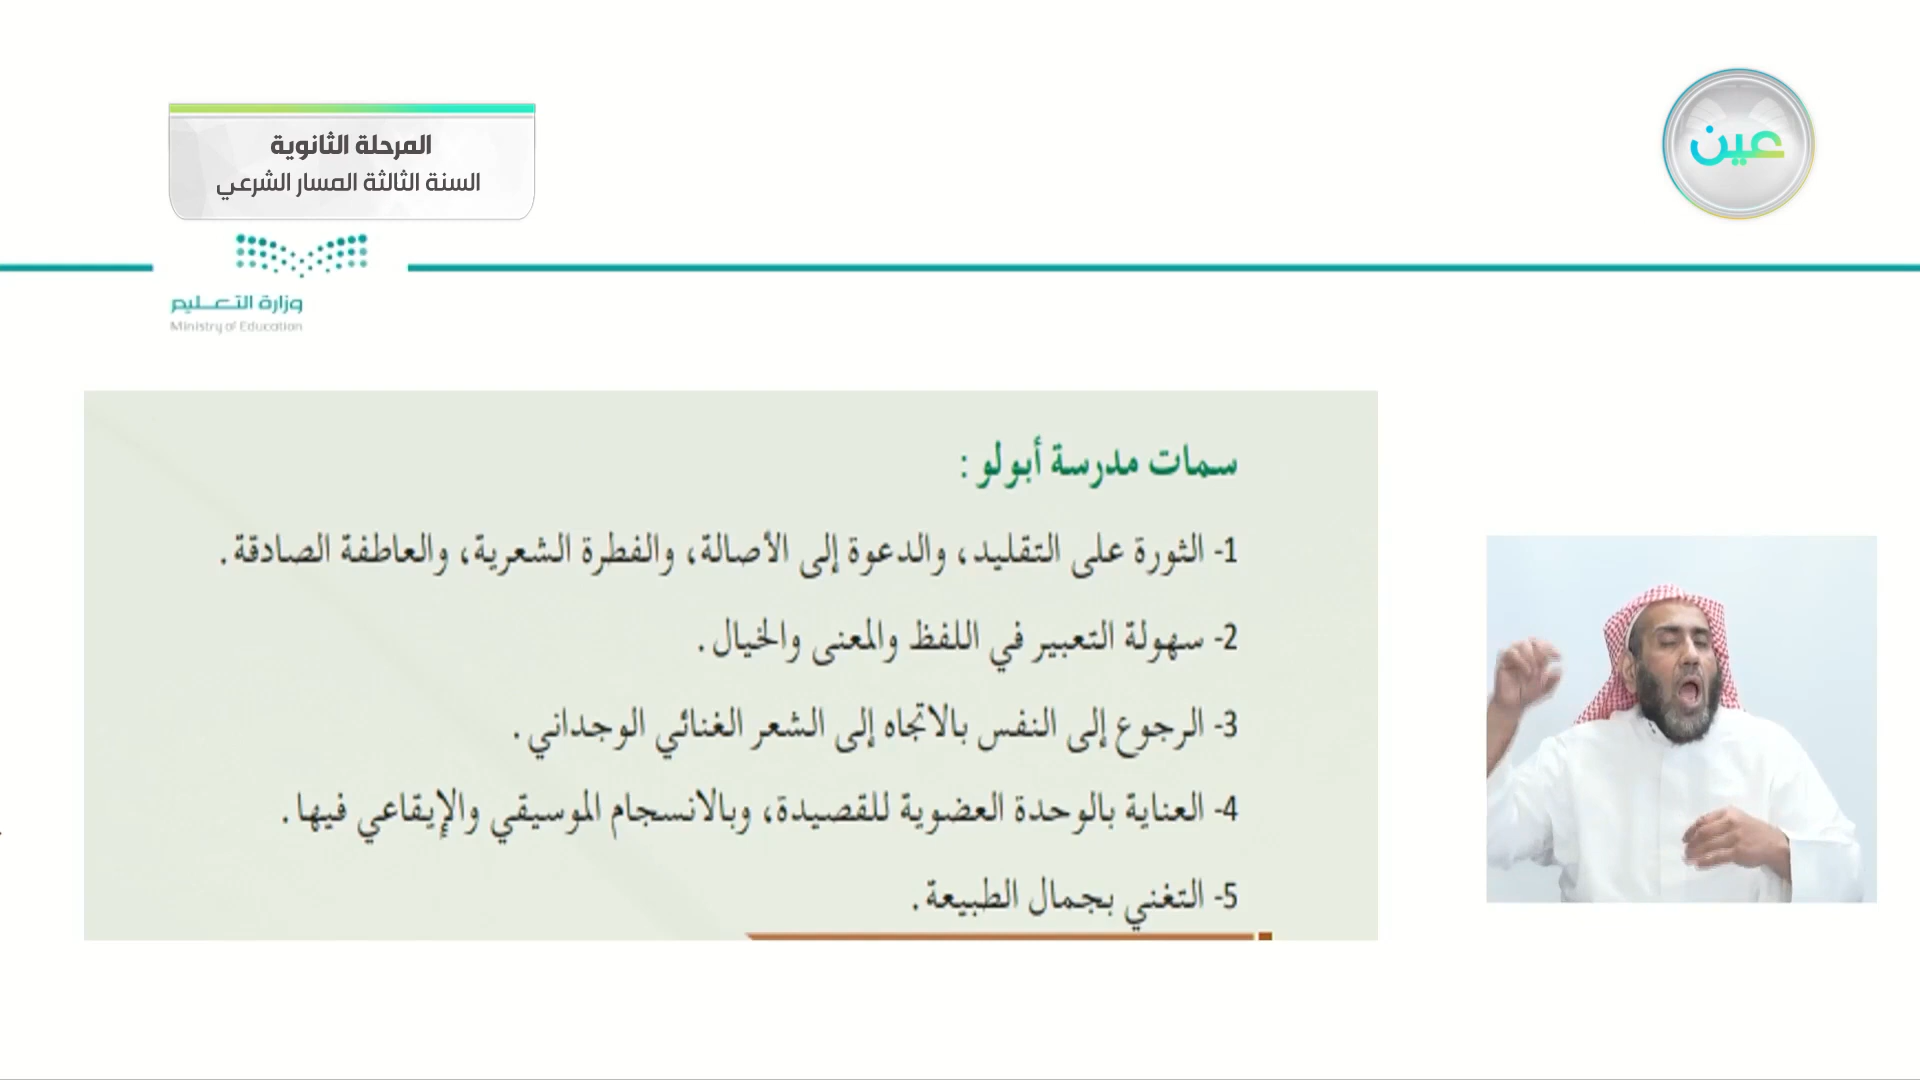 المرحلة الثانوية
السنة الثالثة المسار الشرعي
عين
وزارة التعـــليم
Ministry of Education
سمات مدرسة أبولو :
1- الثورة على التقليد، والدعوة إلى الأصالة، والفطرة الشعرية، والعاطفة الصادقة.
2- سهولة التعبير في اللفظ والمعنى والخيال.
3- الرجوع إلى النفس بالاتجاه إلى الشعر الغنائي الوجداني.
4- العناية بالوحدة العضوية للقصيدة، وبالانسجام الموسيقي والإيقاعي فيها.
5- التغني بجمال الطبيعة.